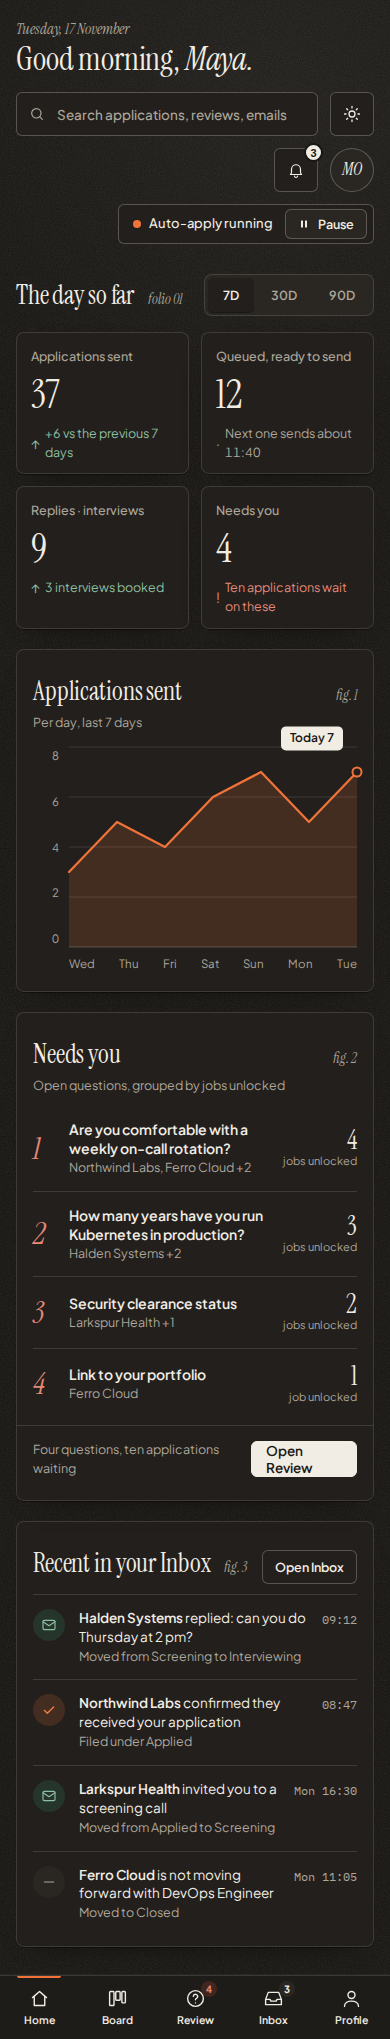 Tuesday, 17 November
Good morning, Maya.
Search applications, reviews, emails
3
MO
Auto-apply running
Pause
The day so far folio 01
7D 30D 90D
Applications sent
37
↑ +6 vs the previous 7
days
Queued, ready to send
12
· Next one sends about
11:40
Replies · interviews
9
↑ 3 interviews booked
Needs you
4
! Ten applications wait
on these
Applications sent
fig. 1
Per day, last 7 days
Today 7
8
6
4
2
0
Wed Thu Fri Sat Sun Mon Tue
Needs you
fig. 2
Open questions, grouped by jobs unlocked
1
Are you comfortable with a
weekly on-call rotation?
Northwind Labs, Ferro Cloud +2
4
jobs unlocked
2
How many years have you run
Kubernetes in production?
Halden Systems +2
3
jobs unlocked
3
Security clearance status
Larkspur Health +1
2
jobs unlocked
4
Link to your portfolio
Ferro Cloud
1
job unlocked
Four questions, ten applications
waiting
Open
Review
Recent in your Inbox
fig. 3
Open Inbox
Halden Systems replied: can you do
Thursday at 2 pm?
Moved from Screening to Interviewing
09:12
Northwind Labs confirmed they
received your application
Filed under Applied
08:47
Larkspur Health invited you to a
screening call
Moved from Applied to Screening
Mon 16:30
Ferro Cloud is not moving
forward with DevOps Engineer
Moved to Closed
Mon 11:05
4
3
Home Board Review Inbox Profile